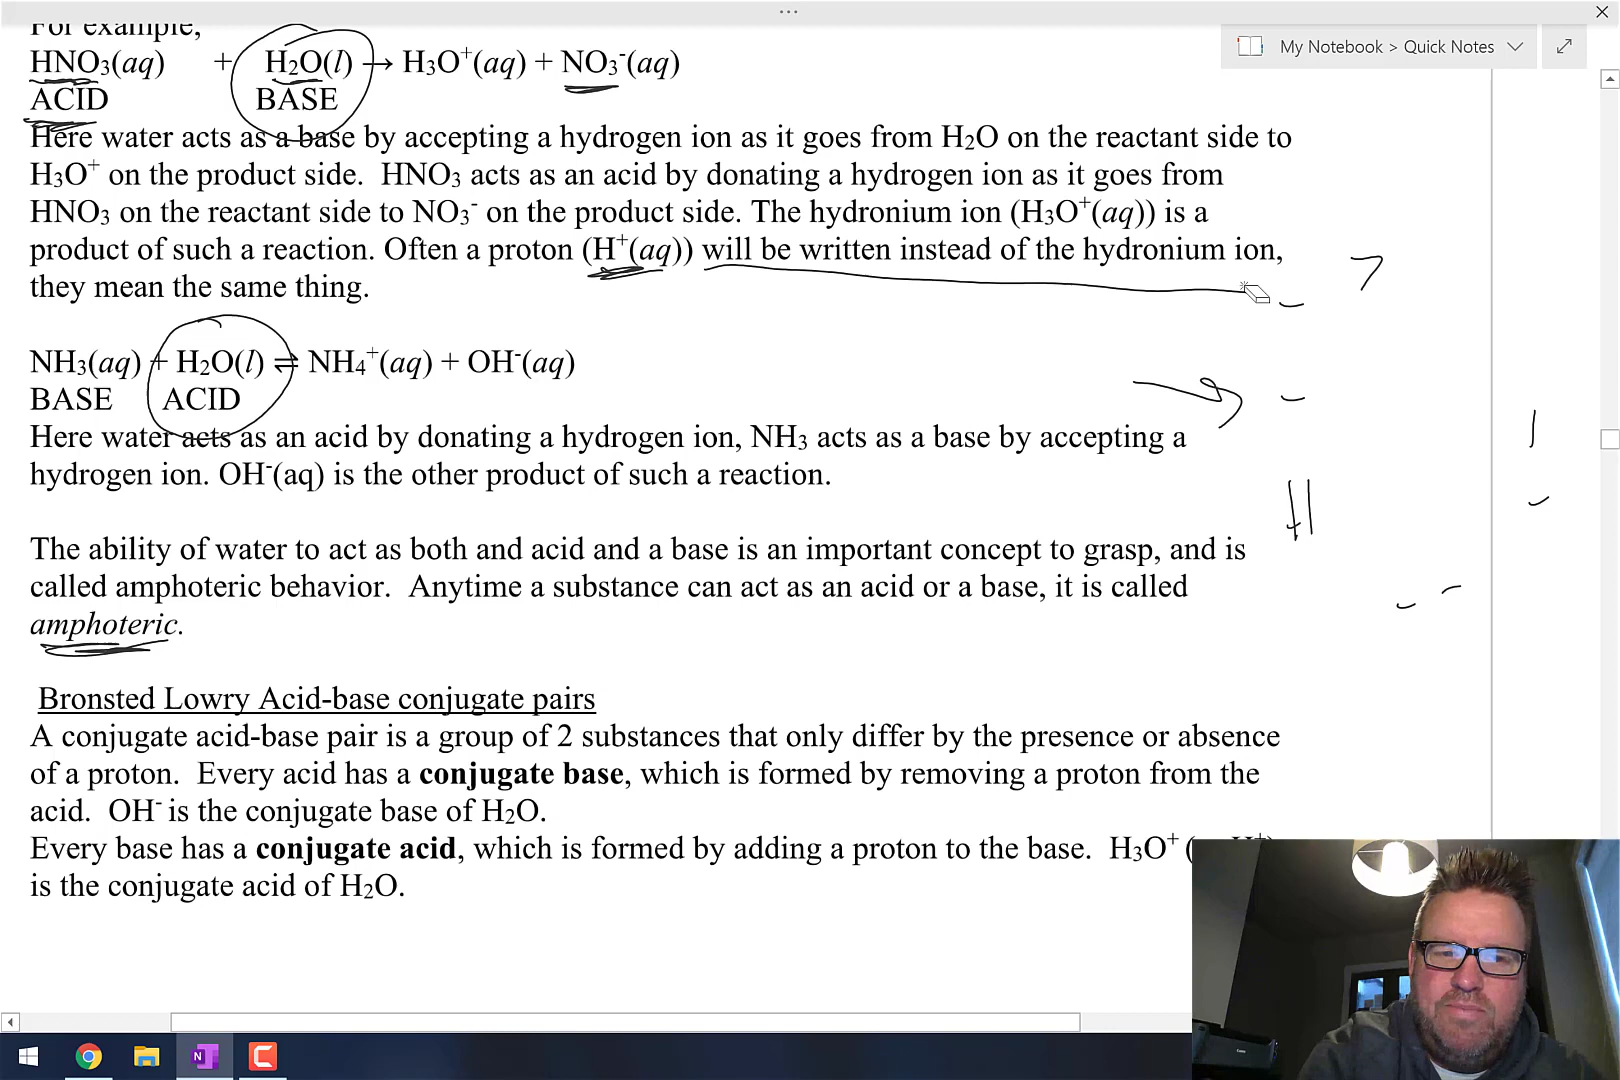 For example,
My Notebook > Quick Notes
HNO₃(aq) + H₂O(l) → H₃O⁺(aq) + NO₃⁻(aq)
ACID BASE
Here water acts as a base by accepting a hydrogen ion as it goes from H₂O on the reactant side to
H₃O⁺ on the product side. HNO₃ acts as an acid by donating a hydrogen ion as it goes from
HNO₃ on the reactant side to NO₃⁻ on the product side. The hydronium ion (H₃O⁺(aq)) is a
product of such a reaction. Often a proton (H⁺(aq)) will be written instead of the hydronium ion,
they mean the same thing.
NH₃(aq) + H₂O(l) ⇌ NH₄⁺(aq) + OH⁻(aq)
BASE ACID
Here water acts as an acid by donating a hydrogen ion, NH₃ acts as a base by accepting a
hydrogen ion. OH⁻(aq) is the other product of such a reaction.
The ability of water to act as both and acid and a base is an important concept to grasp, and is
called amphoteric behavior. Anytime a substance can act as an acid or a base, it is called
amphoteric.
Bronsted Lowry Acid-base conjugate pairs
A conjugate acid-base pair is a group of 2 substances that only differ by the presence or absence
of a proton. Every acid has a conjugate base, which is formed by removing a proton from the
acid. OH⁻ is the conjugate base of H₂O.
Every base has a conjugate acid, which is formed by adding a proton to the base. H₃O⁺ (
is the conjugate acid of H₂O.